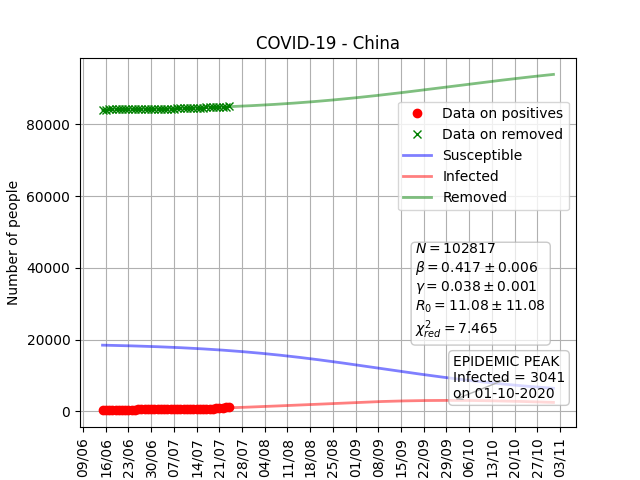 COVID-19 - China
Number of people
80000
60000
40000
20000
0
Data on positives
Data on removed
Susceptible
Infected
Removed
N = 102817
β = 0.417 ± 0.006
γ = 0.038 ± 0.001
R₀ = 11.08 ± 11.08
χ²_red = 7.465
EPIDEMIC PEAK
Infected = 3041
on 01-10-2020
09/06 16/06 23/06 30/06 07/07 14/07 21/07 28/07 04/08 11/08 18/08 25/08 01/09 08/09 15/09 22/09 29/09 06/10 13/10 20/10 27/10 03/11